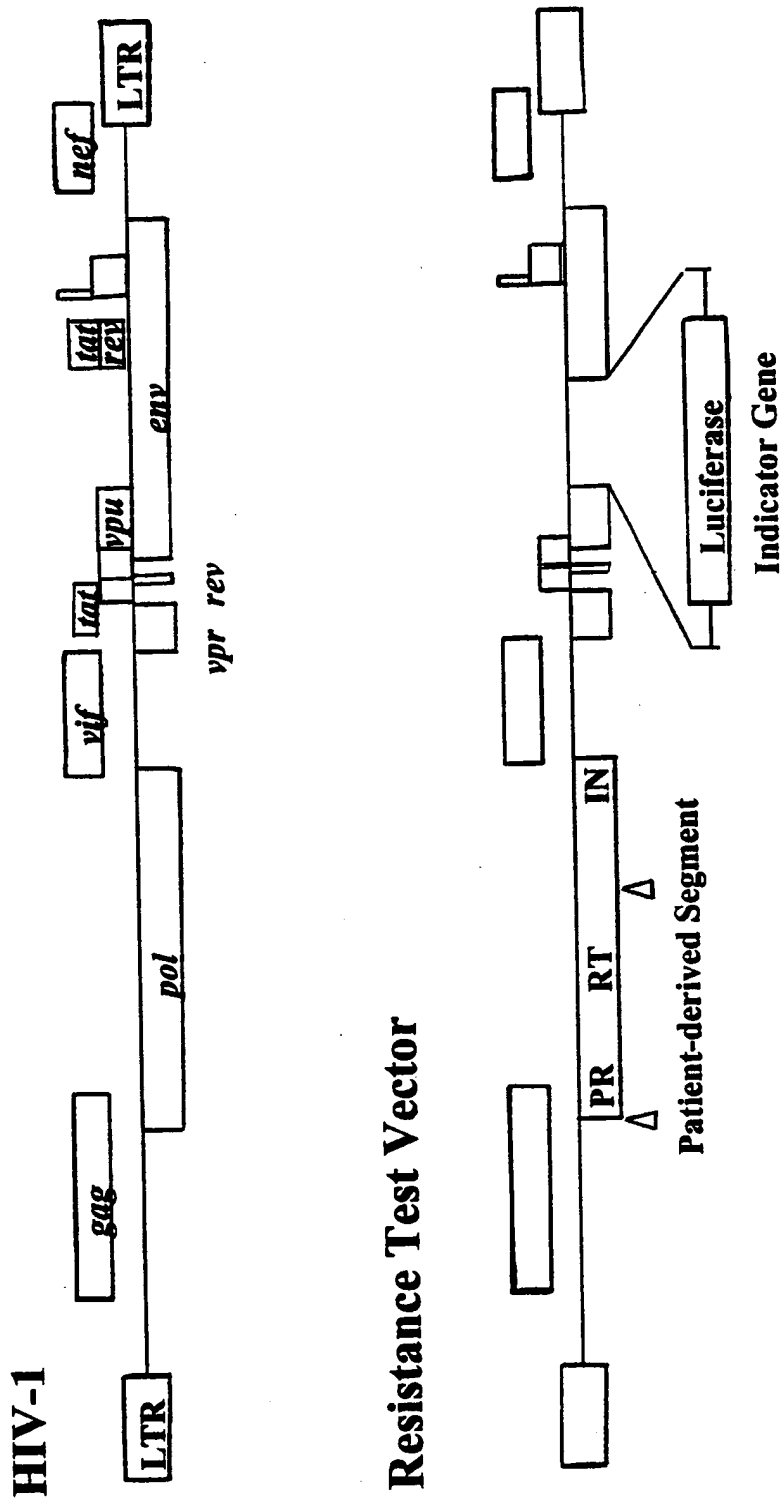 HIV-1
LTR
gag
pol
vif
vpr rev
tat
vpu
env
tat
rev
nef
LTR
Resistance Test Vector
PR RT IN
Patient-derived Segment
Luciferase
Indicator Gene